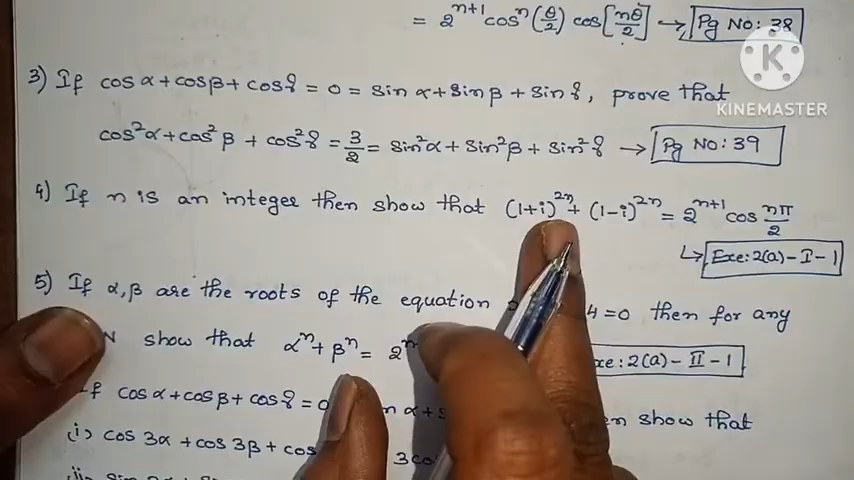 = 2^{n+1} cos^n (θ/2) cos [nθ/2] → Pg No: 38
K
KINEMASTER
3) If cos α + cos β + cos γ = 0 = sin α + sin β + sin γ, prove that
cos²α + cos²β + cos²γ = 3/2 = sin²α + sin²β + sin²γ → Pg No: 39
4) If n is an integer then show that (1+i)^{2n} + (1-i)^{2n} = 2^{n+1} cos nπ/2
↳ Exe: 2(a) - I - 1
5) If α, β are the roots of the equation 4 = 0 then for any
N show that α^n + β^n = 2^n xe: 2(a) - II - 1
If cos α + cos β + cos γ = 0 n α + s n show that
(i) cos 3α + cos 3β + cos 3co